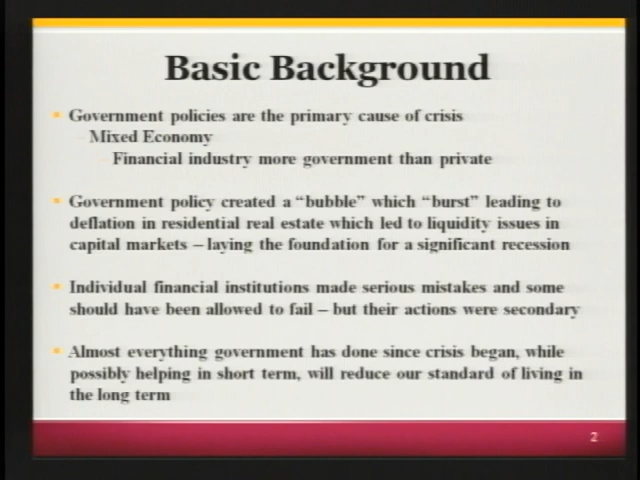 Basic Background
Government policies are the primary cause of crisis
Mixed Economy
Financial industry more government than private
Government policy created a “bubble” which “burst” leading to
deflation in residential real estate which led to liquidity issues in
capital markets – laying the foundation for a significant recession
Individual financial institutions made serious mistakes and some
should have been allowed to fail – but their actions were secondary
Almost everything government has done since crisis began, while
possibly helping in short term, will reduce our standard of living in
the long term
2